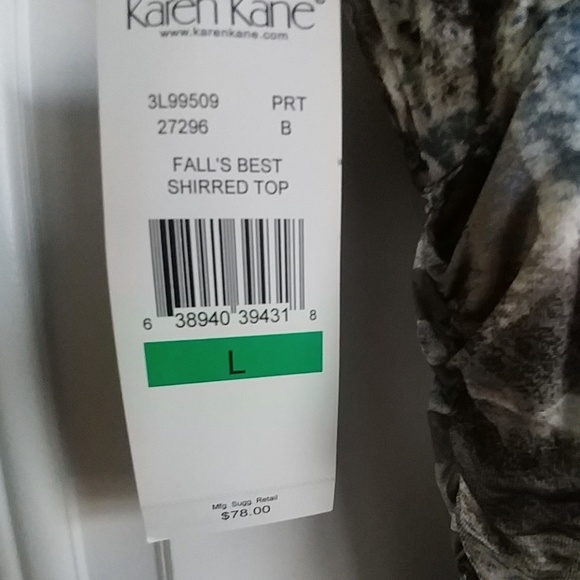 Karen Kane®
www.karenkane.com
3L99509 PRT
27296 B
FALL'S BEST
SHIRRED TOP
6 38940 39431 8
L
Mfg. Sugg. Retail
$78.00